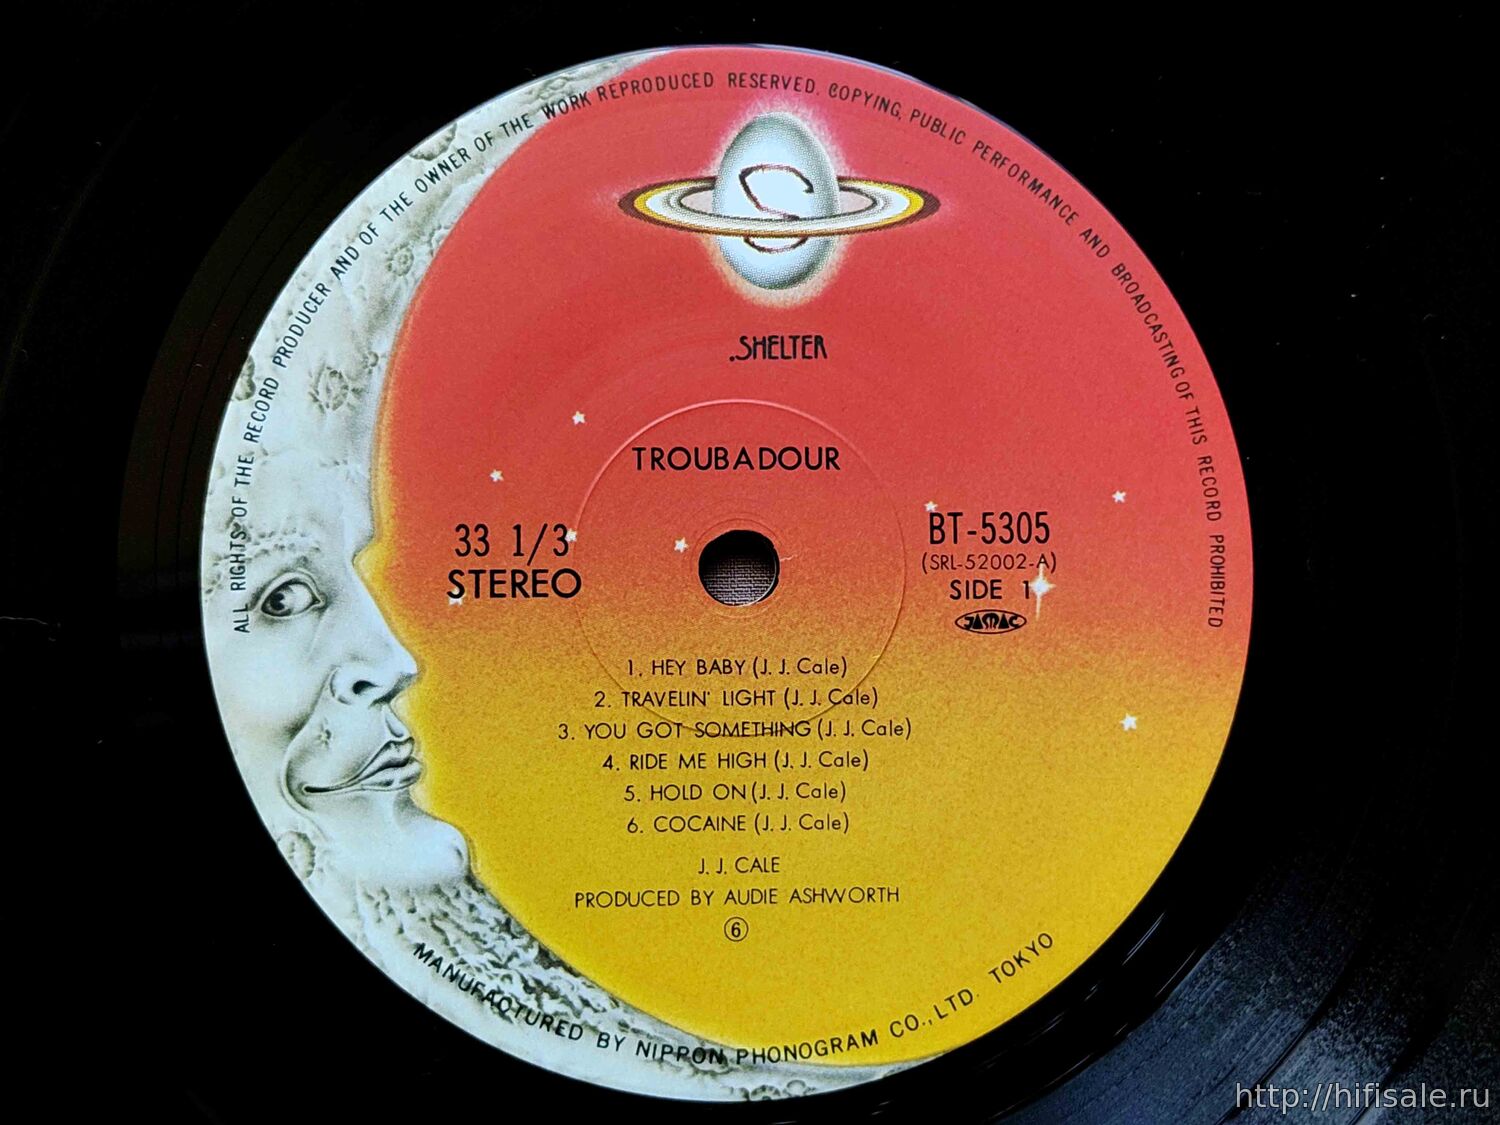 ALL RIGHTS OF THE RECORD PRODUCER AND OF THE OWNER OF THE WORK REPRODUCED RESERVED. COPYING, PUBLIC PERFORMANCE AND BROADCASTING OF THIS RECORD PROHIBITED
S
.SHELTER
TROUBADOUR
33 1/3
STEREO
BT-5305
(SRL-52002-A)
SIDE 1
JASRAC
1. HEY BABY (J. J. Cale)
2. TRAVELIN' LIGHT (J. J. Cale)
3. YOU GOT SOMETHING (J. J. Cale)
4. RIDE ME HIGH (J. J. Cale)
5. HOLD ON (J. J. Cale)
6. COCAINE (J. J. Cale)
J. J. CALE
PRODUCED BY AUDIE ASHWORTH
⑥
MANUFACTURED BY NIPPON PHONOGRAM CO., LTD. TOKYO
http://hifisale.ru